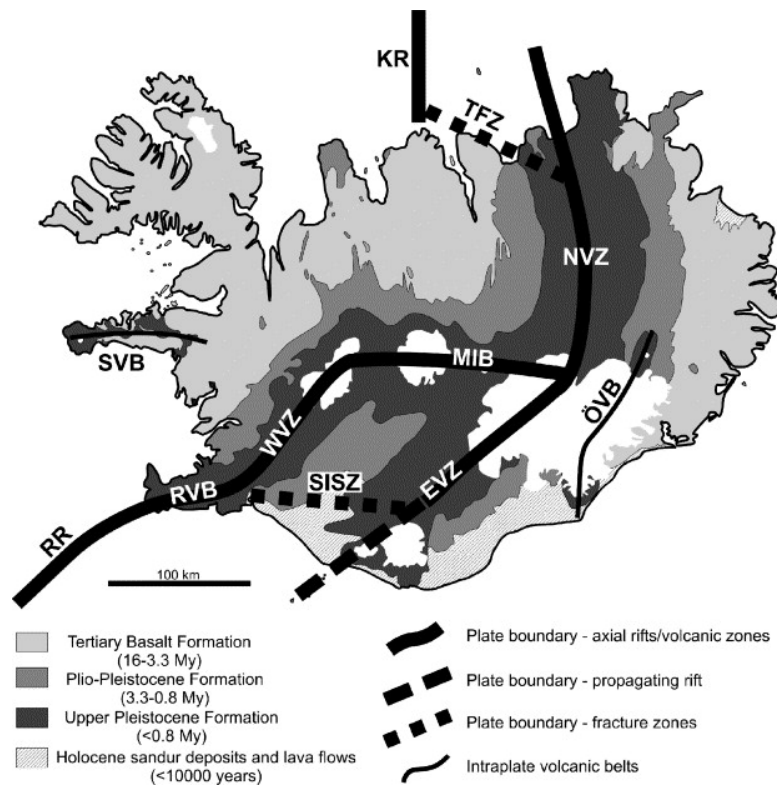 KR
TFZ
NVZ
SVB
MIB
ÖVB
WVZ
SISZ
EVZ
RVB
RR
100 km
Tertiary Basalt Formation
(16-3.3 My)
Plio-Pleistocene Formation
(3.3-0.8 My)
Upper Pleistocene Formation
(<0.8 My)
Holocene sandur deposits and lava flows
(<10000 years)
Plate boundary - axial rifts/volcanic zones
Plate boundary - propagating rift
Plate boundary - fracture zones
Intraplate volcanic belts